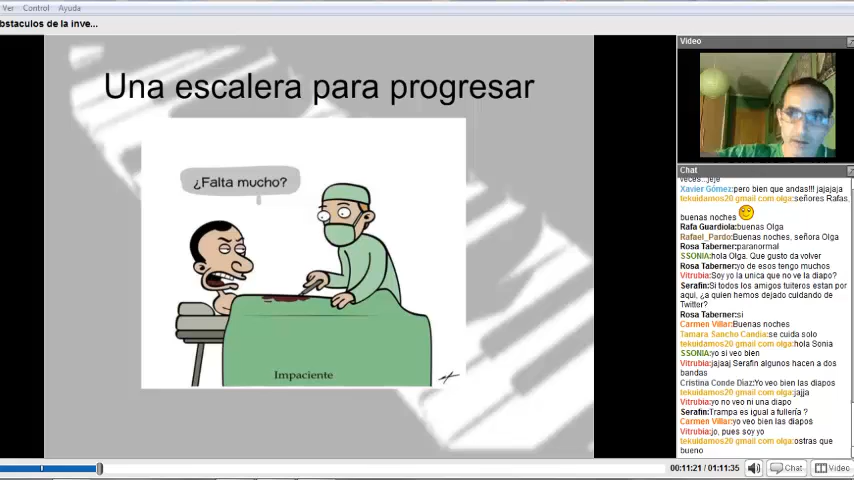 Ver Control Ayuda
bstaculos de la inve...
Una escalera para progresar
¿Falta mucho?
Impaciente
Video
Chat
veces...jeje
Xavier Gómez:pero bien que andas!!! jajajaja
tekuidamos20 gmail com olga:señores Rafas,
buenas noches
Rafa Guardiola:buenas Olga
Rafael_Pardo:Buenas noches, señora Olga
Rosa Taberner:paranormal
SSONIA:hola Olga. Que gusto da volver
Rosa Taberner:yo de esos tengo muchos
Vitrubia:Soy yo la unica que no ve la diapo?
Serafin:Si todos los amigos tuiteros estan por
aqui, ¿a quien hemos dejado cuidando de
Twitter?
Rosa Taberner:si
Carmen Villar:Buenas noches
Tamara Sancho Candia:se cuida solo
tekuidamos20 gmail com olga:hola Sonia
SSONIA:yo si veo bien
Vitrubia:jajaaj Serafin algunos hacen a dos
bandas
Cristina Conde Diaz:Yo veo bien las diapos
tekuidamos20 gmail com olga:jajja
Vitrubia:yo no veo ni una diapo
Serafin:Trampa es igual a fullería ?
Carmen Villar:yo veo bien las diapos
Vitrubia:jo, pues soy yo
tekuidamos20 gmail com olga:ostras que
bueno
00:11:21 / 01:11:35 Chat Video